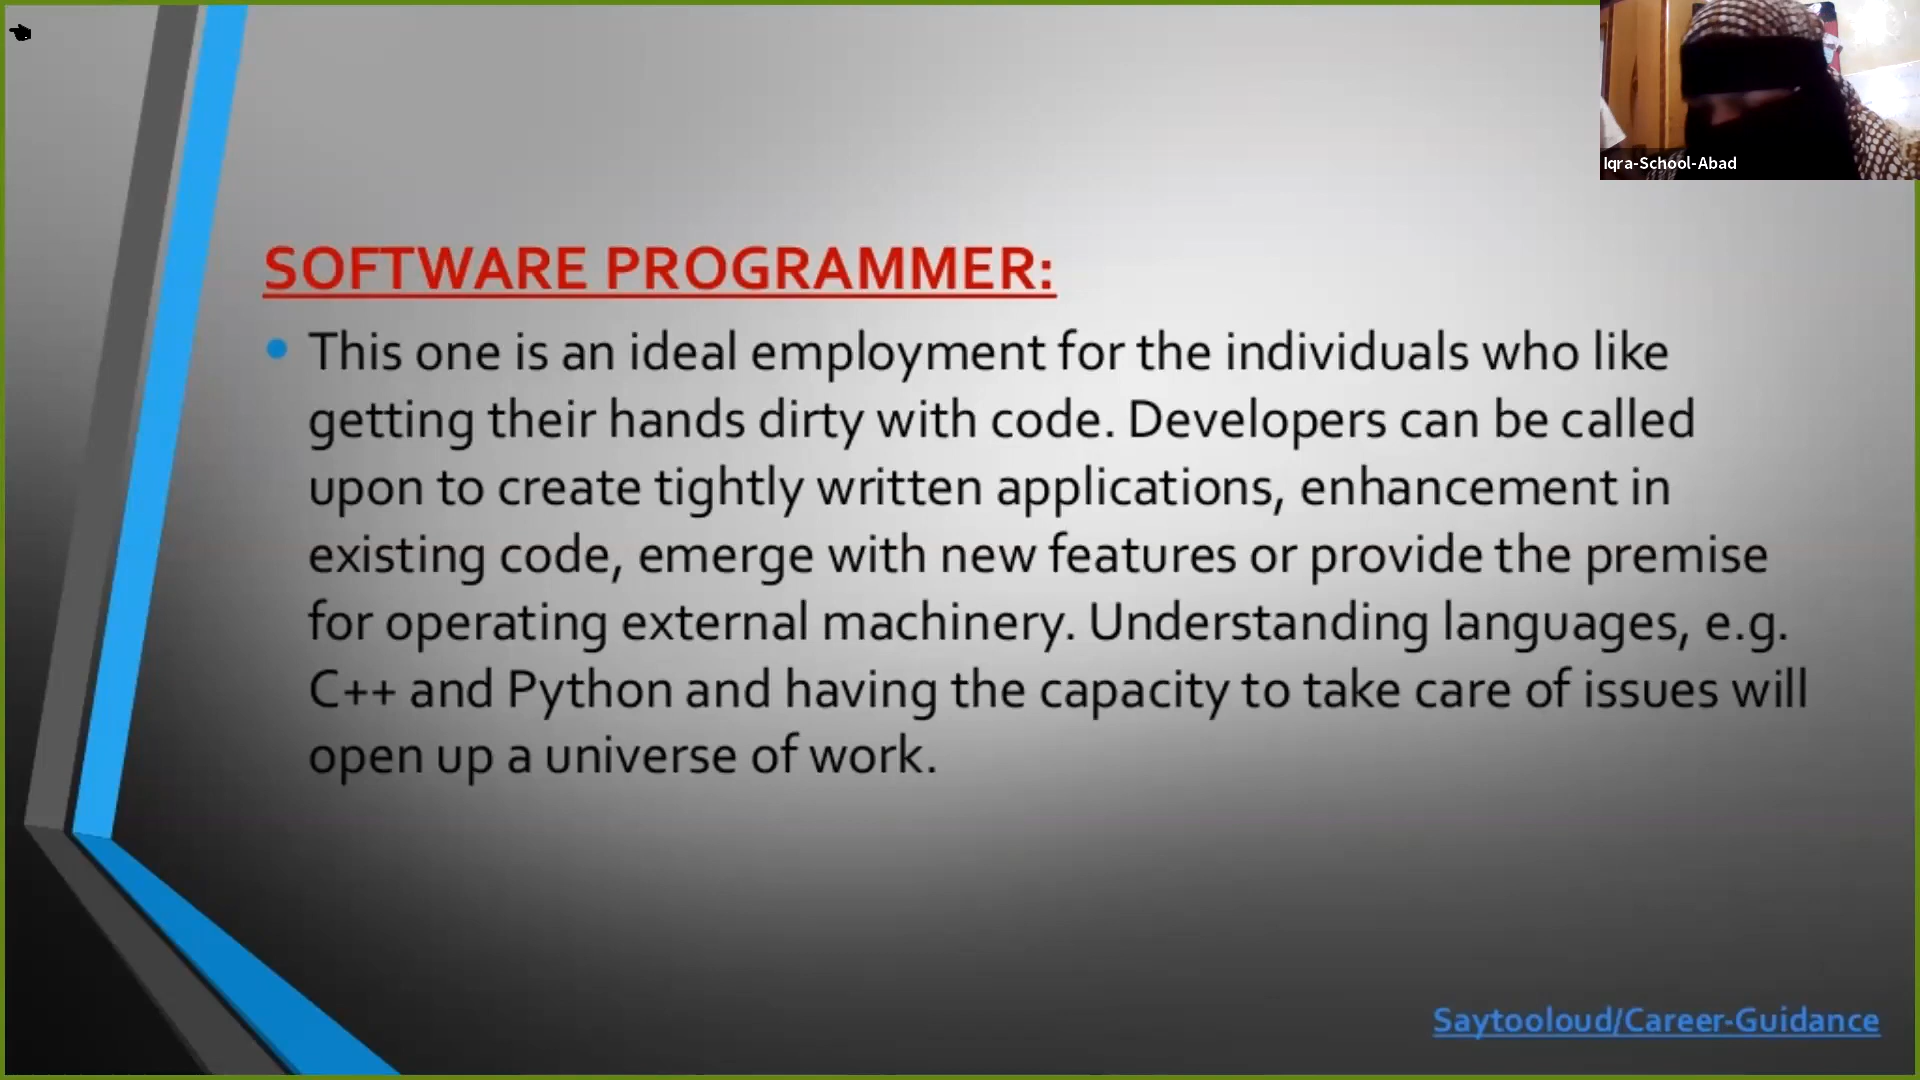 Iqra-School-Abad
SOFTWARE PROGRAMMER:
• This one is an ideal employment for the individuals who like
getting their hands dirty with code. Developers can be called
upon to create tightly written applications, enhancement in
existing code, emerge with new features or provide the premise
for operating external machinery. Understanding languages, e.g.
C++ and Python and having the capacity to take care of issues will
open up a universe of work.
Saytooloud/Career-Guidance